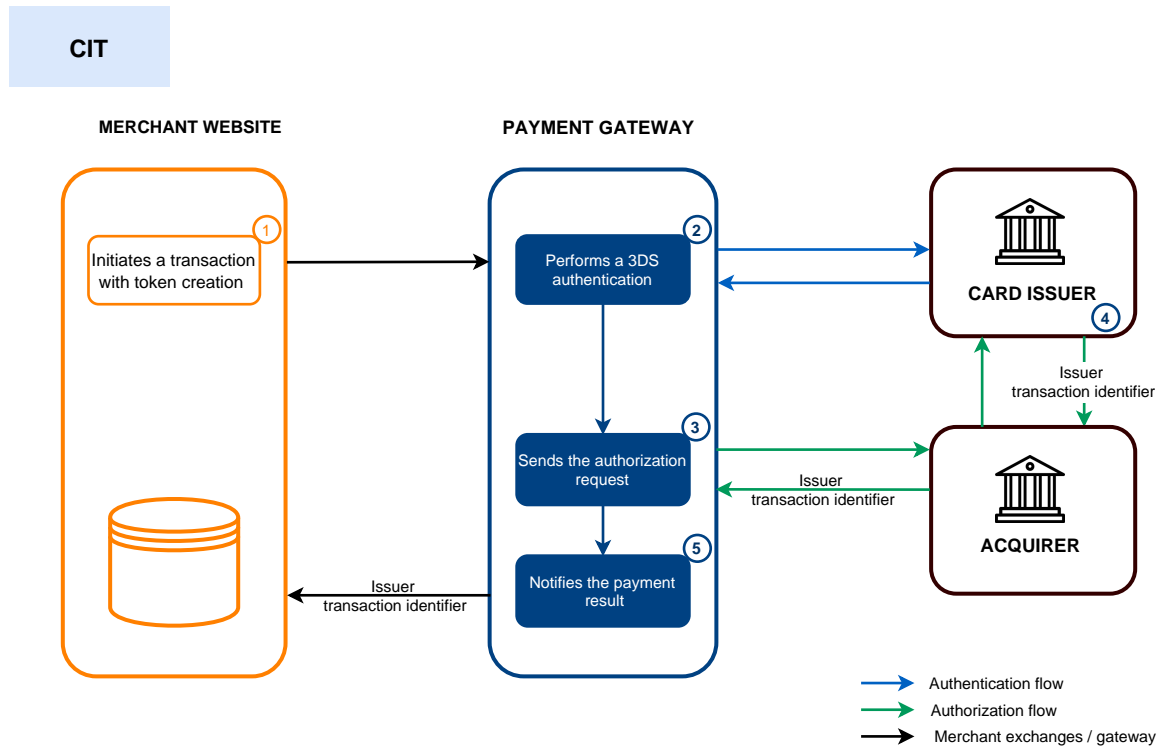 CIT
MERCHANT WEBSITE
PAYMENT GATEWAY
1
Initiates a transaction
with token creation
2
Performs a 3DS
authentication
CARD ISSUER
4
Issuer
transaction identifier
3
Sends the authorization
request
Issuer
transaction identifier
ACQUIRER
5
Notifies the payment
result
Issuer
transaction identifier
Authentication flow
Authorization flow
Merchant exchanges / gateway